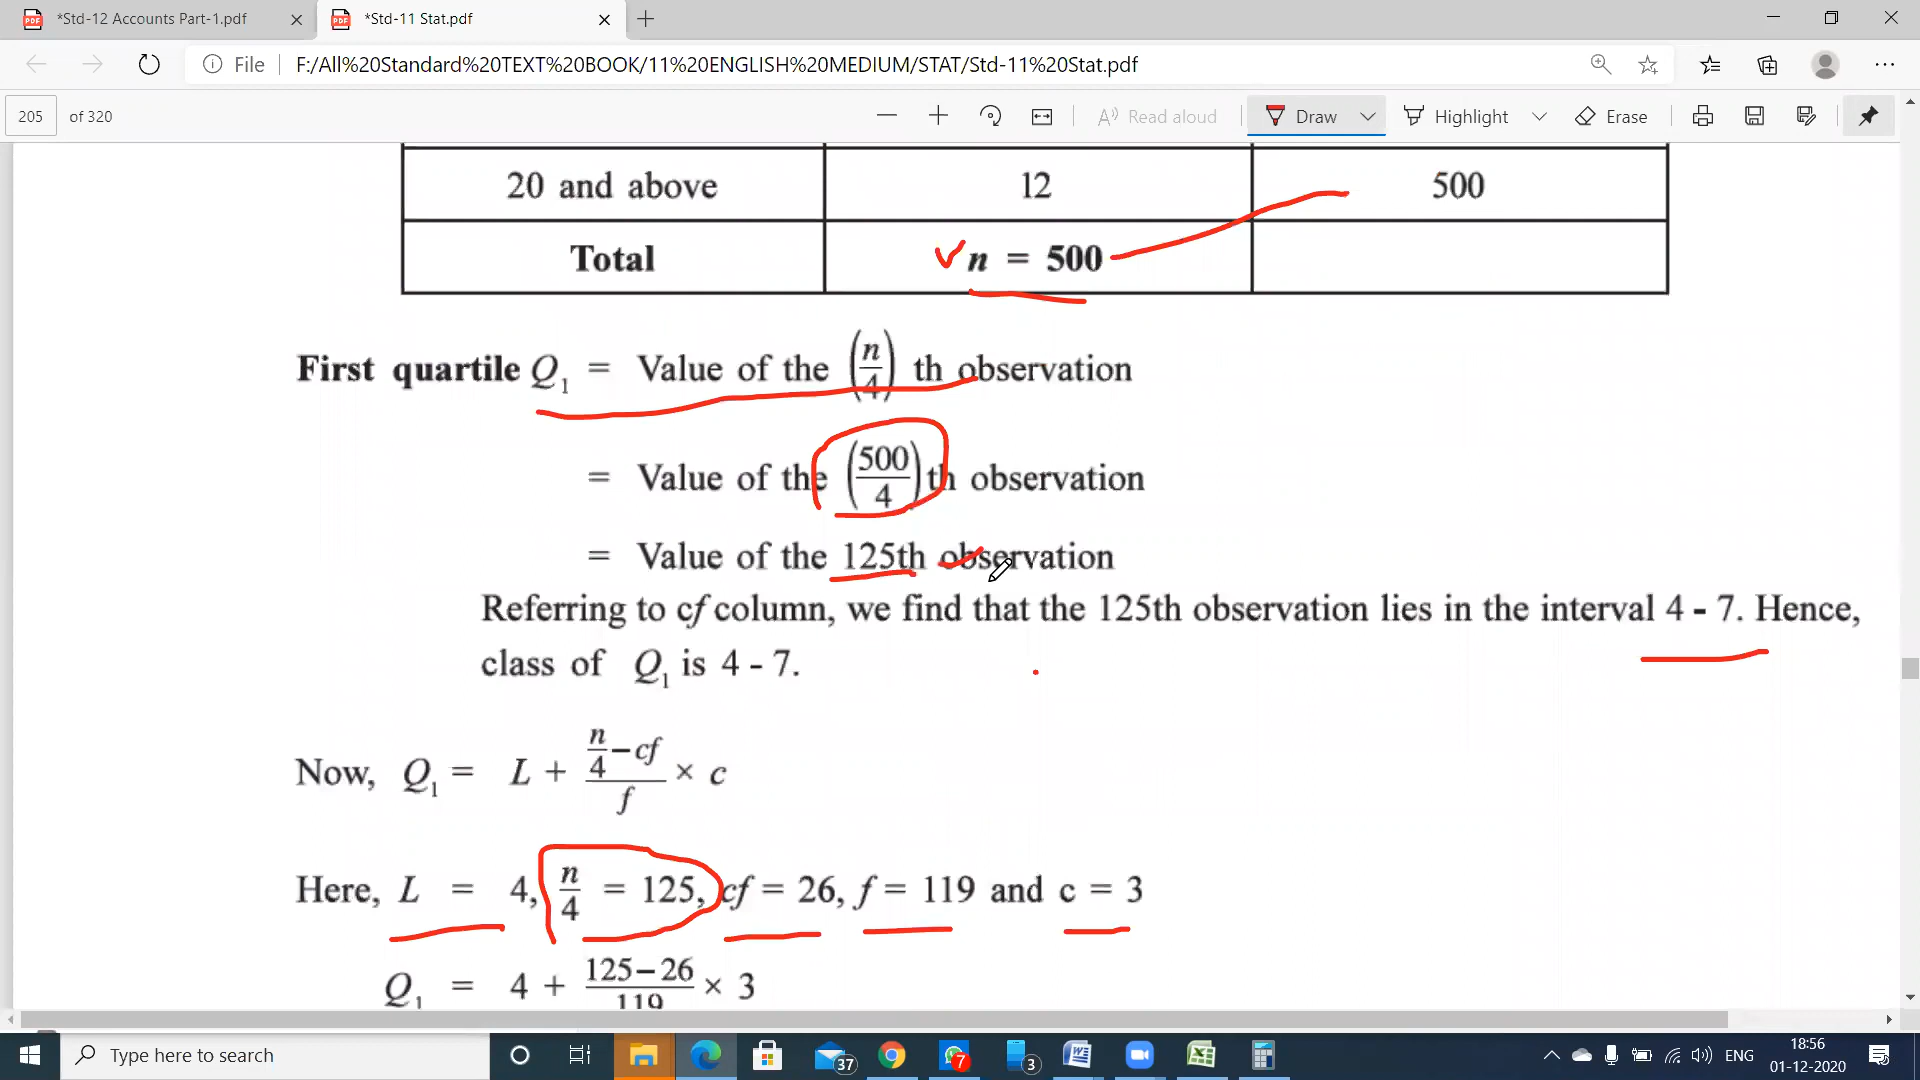 *Std-12 Accounts Part-1.pdf
*Std-11 Stat.pdf
File
F:/All%20Standard%20TEXT%20BOOK/11%20ENGLISH%20MEDIUM/STAT/Std-11%20Stat.pdf
205 of 320
Read aloud
Draw
Highlight
Erase
20 and above 12 500
Total n = 500
First quartile Q₁ = Value of the (n/4) th observation
= Value of the (500/4) th observation
= Value of the 125th observation
Referring to cf column, we find that the 125th observation lies in the interval 4 - 7. Hence,
class of Q₁ is 4 - 7.
Now, Q₁ = L + (n/4 − cf)/f × c
Here, L = 4, n/4 = 125, cf = 26, f = 119 and c = 3
Q₁ = 4 + (125−26)/119 × 3
Type here to search
37
7
3
ENG
18:56
01-12-2020